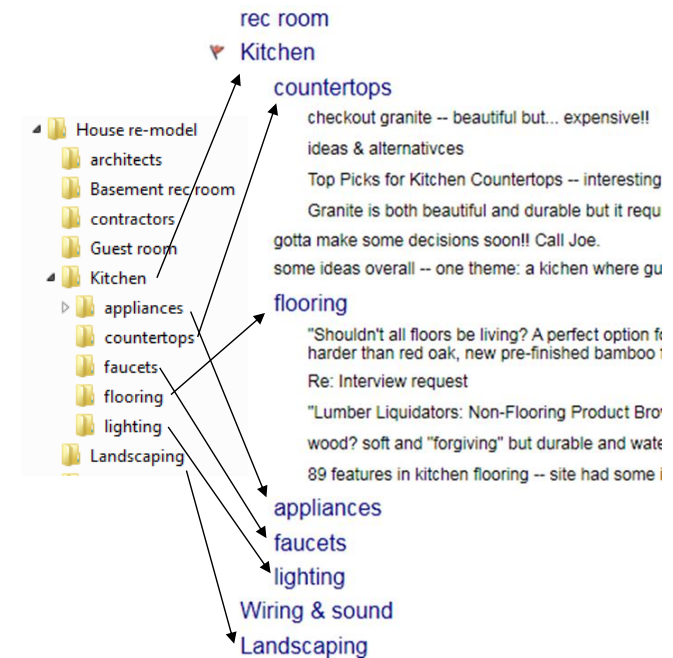 House re-model
architects
Basement rec room
contractors
Guest room
Kitchen
appliances
countertops
faucets
flooring
lighting
Landscaping
rec room
Kitchen
countertops
checkout granite -- beautiful but... expensive!!
ideas & alternativces
Top Picks for Kitchen Countertops -- interesting
Granite is both beautiful and durable but it requ
gotta make some decisions soon!! Call Joe.
some ideas overall -- one theme: a kichen where gu
flooring
"Shouldn't all floors be living? A perfect option fo
harder than red oak, new pre-finished bamboo
Re: Interview request
"Lumber Liquidators: Non-Flooring Product Brow
wood? soft and "forgiving" but durable and wate
89 features in kitchen flooring -- site had some i
appliances
faucets
lighting
Wiring & sound
Landscaping